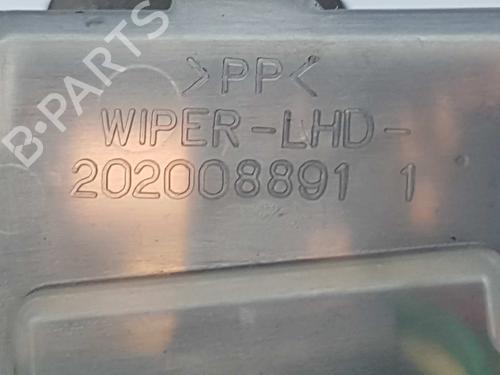 B-PARTS
>PP<
WIPER-LHD-
202008891 1